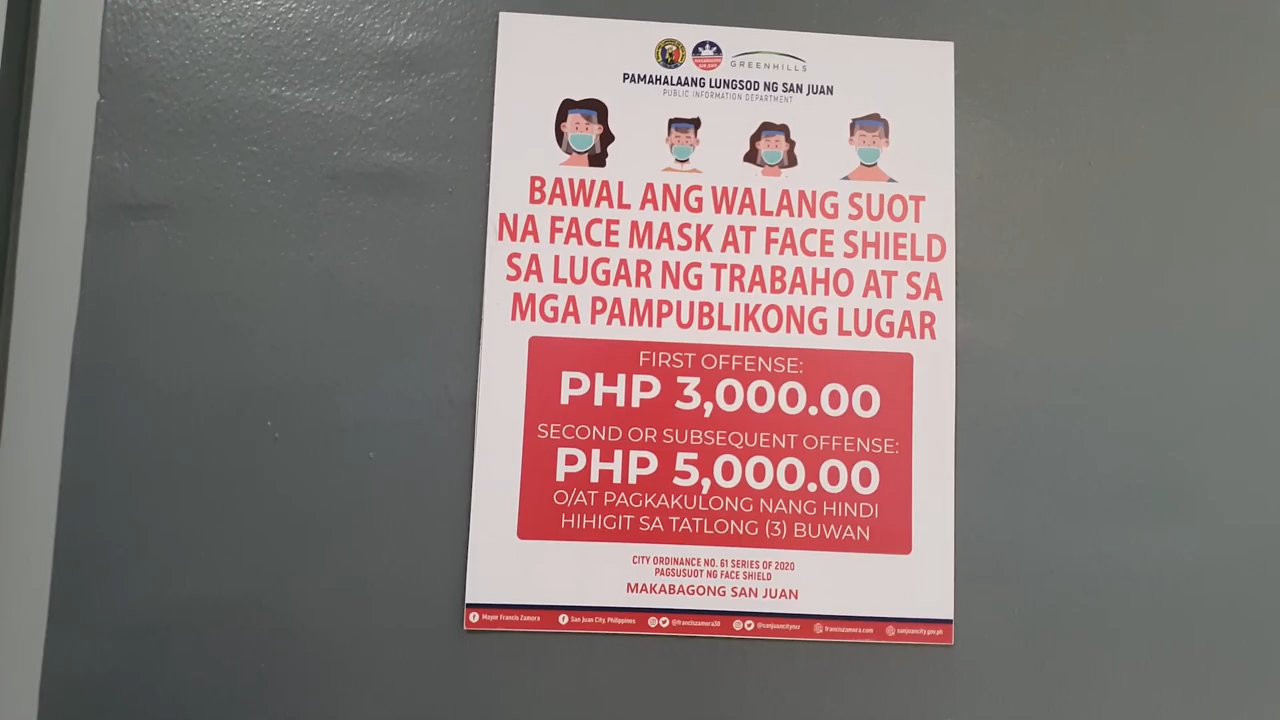 GREENHILLS
PAMAHALAANG LUNGSOD NG SAN JUAN
PUBLIC INFORMATION DEPARTMENT
BAWAL ANG WALANG SUOT
NA FACE MASK AT FACE SHIELD
SA LUGAR NG TRABAHO AT SA
MGA PAMPUBLIKONG LUGAR
FIRST OFFENSE:
PHP 3,000.00
SECOND OR SUBSEQUENT OFFENSE:
PHP 5,000.00
O/AT PAGKAKULONG NANG HINDI
HIHIGIT SA TATLONG (3) BUWAN
CITY ORDINANCE NO. 61 SERIES OF 2020
PAGSUSUOT NG FACE SHIELD
MAKABAGONG SAN JUAN
Mayor Francis Zamora San Juan City, Philippines @franciszamora30 @sanjuancityncr franciszamora.com sanjuancity.gov.ph